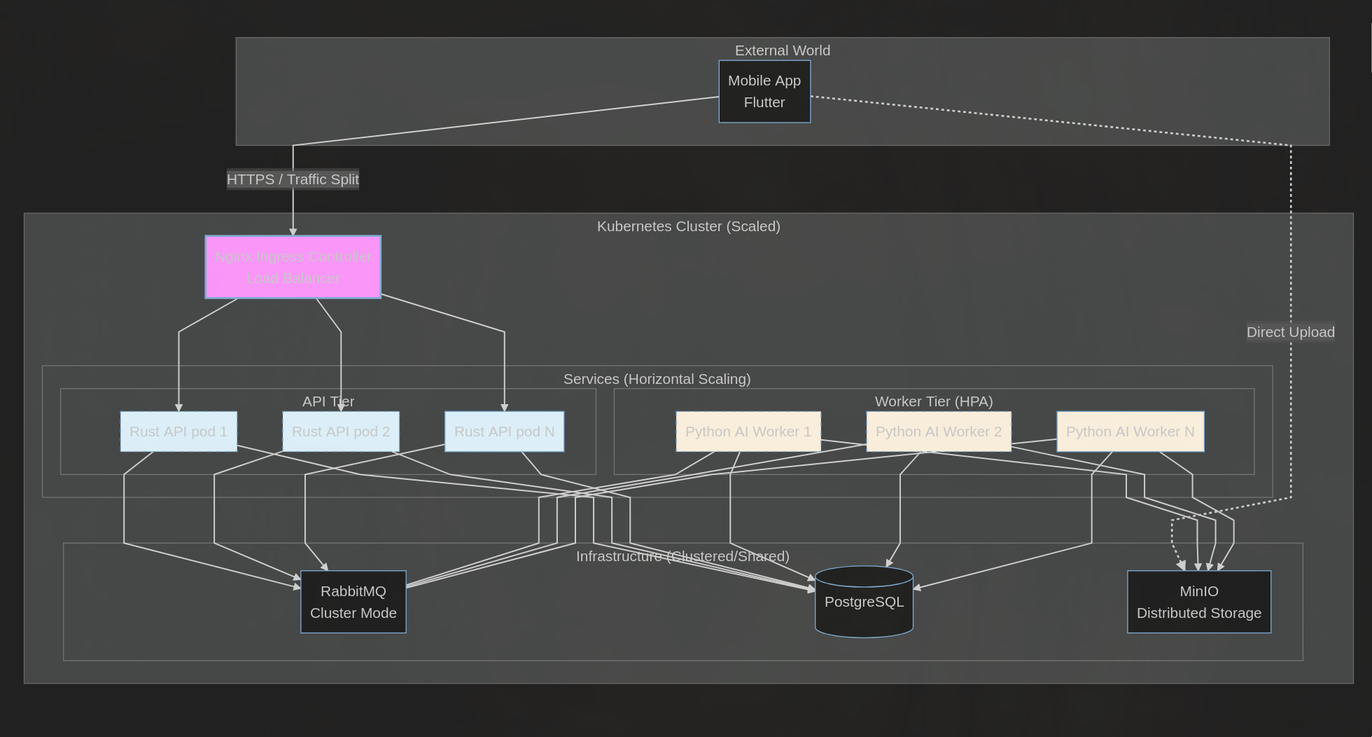 External World
Mobile App
Flutter
HTTPS / Traffic Split
Kubernetes Cluster (Scaled)
Nginx Ingress Controller
Load Balancer
Direct Upload
Services (Horizontal Scaling)
API Tier
Worker Tier (HPA)
Rust API pod 1
Rust API pod 2
Rust API pod N
Python AI Worker 1
Python AI Worker 2
Python AI Worker N
Infrastructure (Clustered/Shared)
RabbitMQ
Cluster Mode
PostgreSQL
MinIO
Distributed Storage